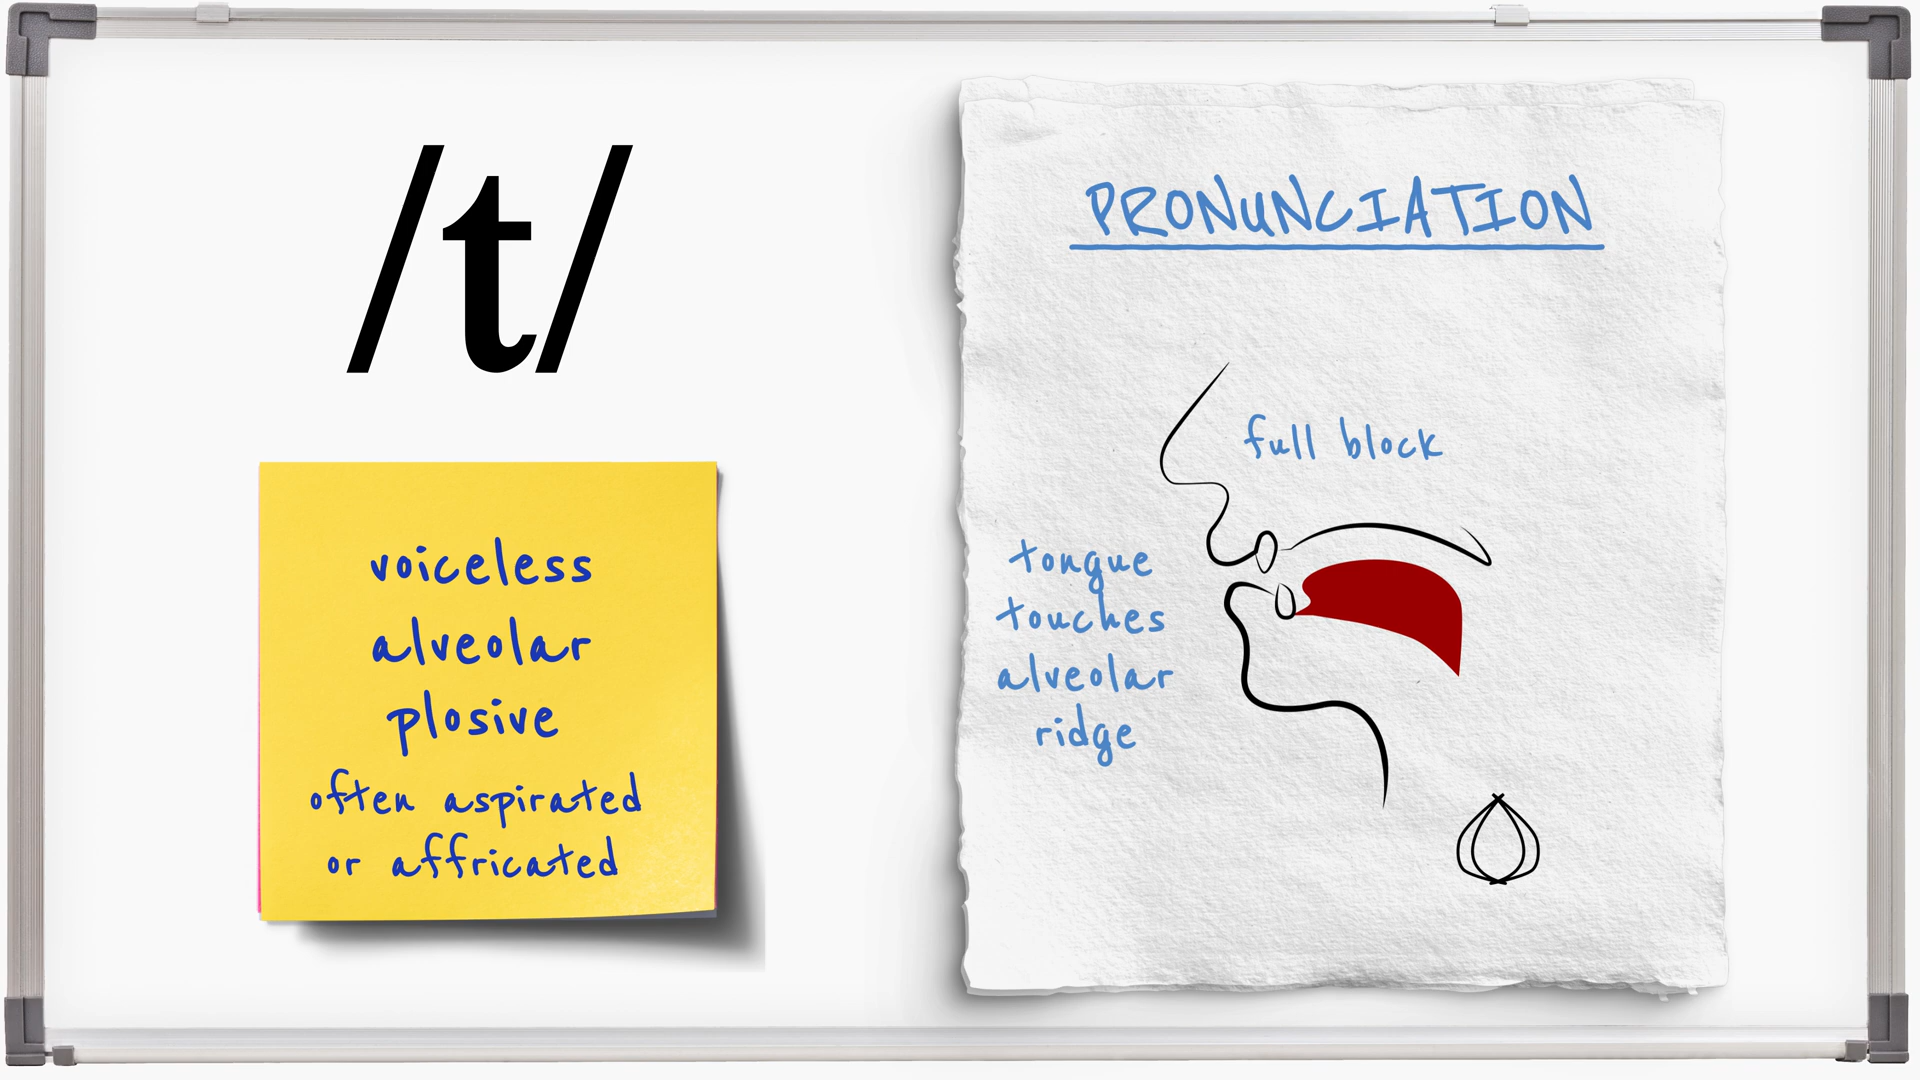 /t/
voiceless
alveolar
plosive
often aspirated
or affricated
PRONUNCIATION
full block
tongue
touches
alveolar
ridge